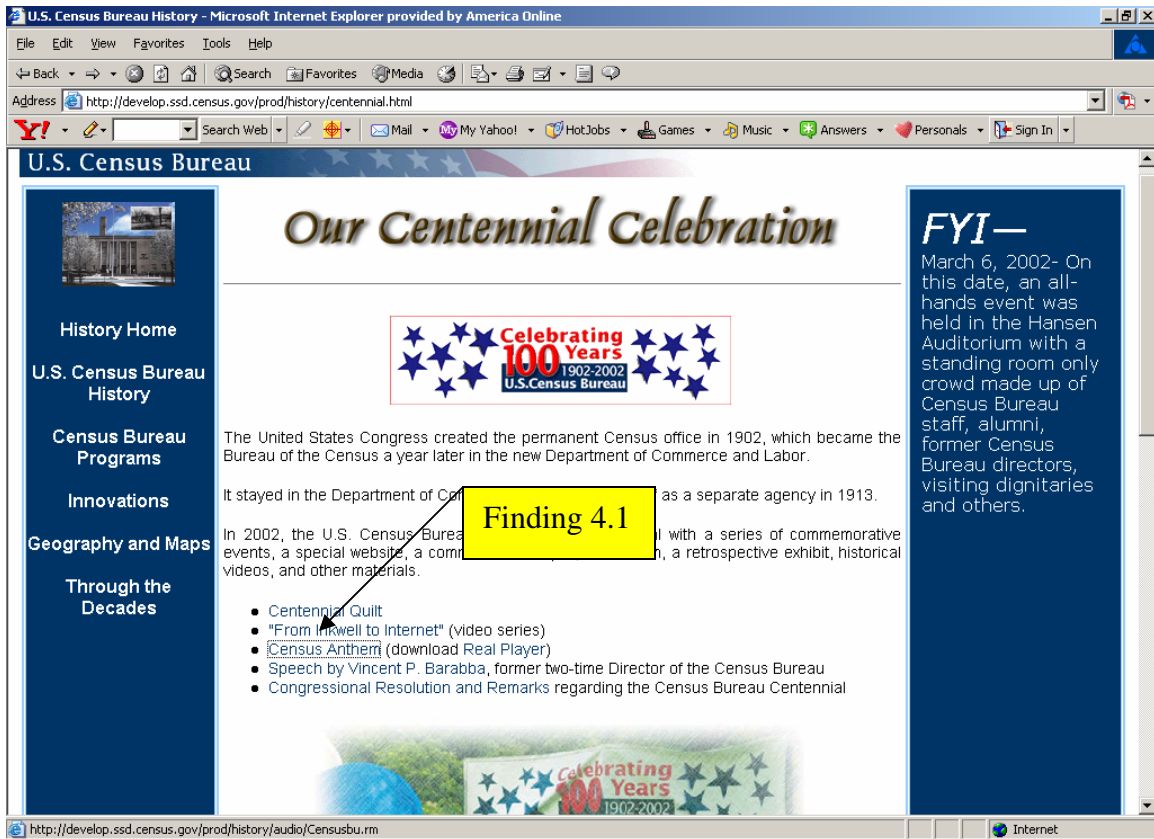 U.S. Census Bureau History - Microsoft Internet Explorer provided by America Online
File Edit View Favorites Tools Help
Back Search Favorites Media
Address http://develop.ssd.census.gov/prod/history/centennial.html
Y! Search Web Mail My Yahoo! HotJobs Games Music Answers Personals Sign In
U.S. Census Bureau
History Home
U.S. Census Bureau
History
Census Bureau
Programs
Innovations
Geography and Maps
Through the
Decades
Our Centennial Celebration
Celebrating
100 Years
1902-2002
U.S.Census Bureau
The United States Congress created the permanent Census office in 1902, which became the
Bureau of the Census a year later in the new Department of Commerce and Labor.
It stayed in the Department of as a separate agency in 1913.
In 2002, the U.S. Census with a series of commemorative
events, a special website, a retrospective exhibit, historical
videos, and other materials.
Finding 4.1
• Centennial Quilt
• "From Inkwell to Internet" (video series)
• Census Anthem (download Real Player)
• Speech by Vincent P. Barabba, former two-time Director of the Census Bureau
• Congressional Resolution and Remarks regarding the Census Bureau Centennial
Celebrating
100 Years
1902-2002
FYI—
March 6, 2002- On
this date, an all-
hands event was
held in the Hansen
Auditorium with a
standing room only
crowd made up of
Census Bureau
staff, alumni,
former Census
Bureau directors,
visiting dignitaries
and others.
http://develop.ssd.census.gov/prod/history/audio/Censusbu.rm
Internet